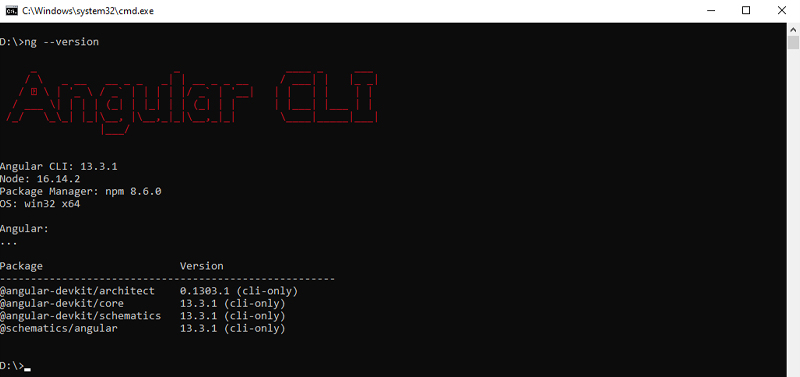 C:\Windows\system32\cmd.exe
D:\>ng --version
Angular CLI
Angular CLI: 13.3.1
Node: 16.14.2
Package Manager: npm 8.6.0
OS: win32 x64
Angular:
...
Package Version
------------------------------------------------------
@angular-devkit/architect 0.1303.1 (cli-only)
@angular-devkit/core 13.3.1 (cli-only)
@angular-devkit/schematics 13.3.1 (cli-only)
@schematics/angular 13.3.1 (cli-only)
D:\>